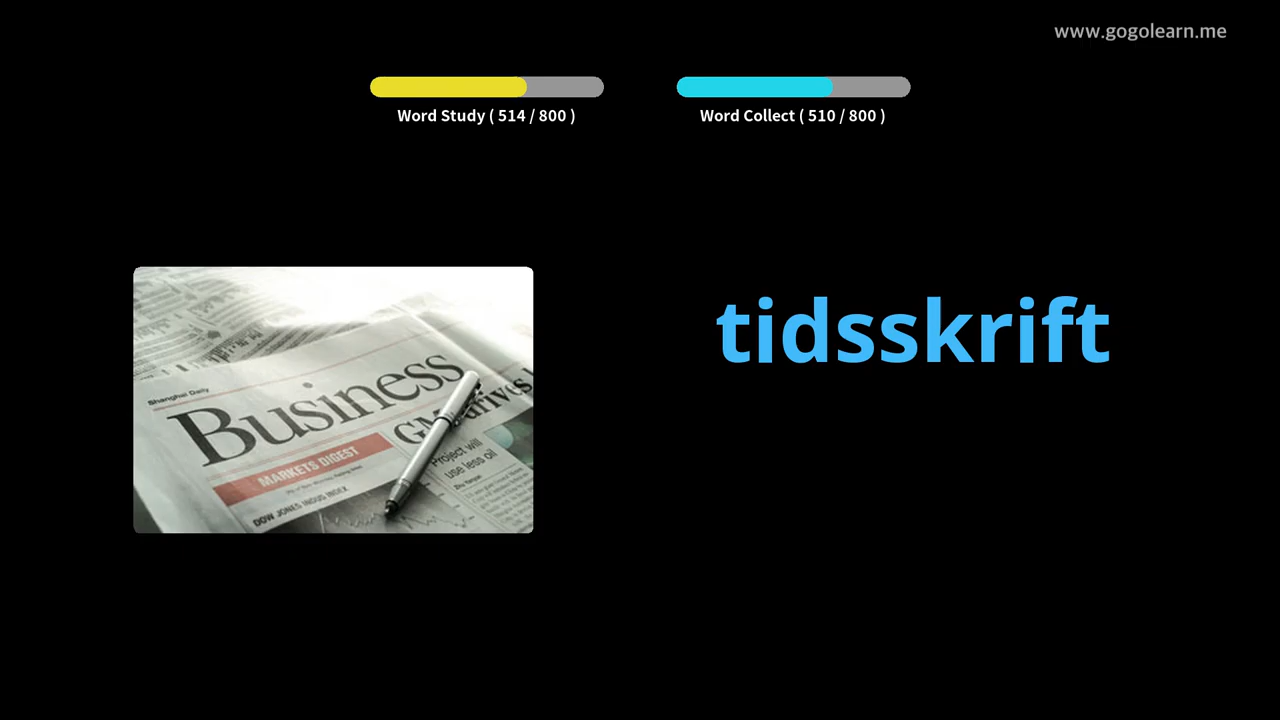 www.gogolearn.me
Word Study ( 514 / 800 )
Word Collect ( 510 / 800 )
tidsskrift
Shanghai Daily
Business
MARKETS DIGEST
DOW JONES INDUS INDEX
GM
Project will
use less oil